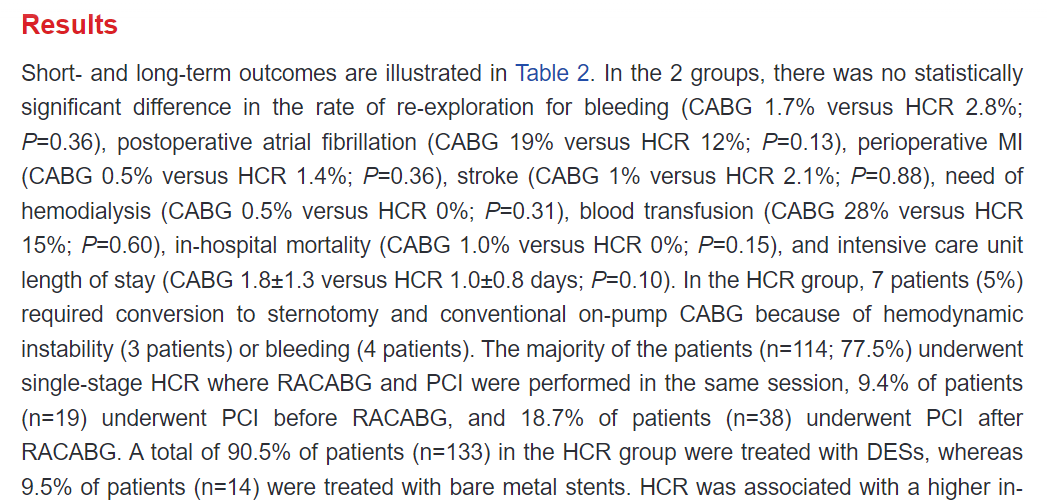 Results
Short- and long-term outcomes are illustrated in Table 2. In the 2 groups, there was no statistically
significant difference in the rate of re-exploration for bleeding (CABG 1.7% versus HCR 2.8%;
P=0.36), postoperative atrial fibrillation (CABG 19% versus HCR 12%; P=0.13), perioperative MI
(CABG 0.5% versus HCR 1.4%; P=0.36), stroke (CABG 1% versus HCR 2.1%; P=0.88), need of
hemodialysis (CABG 0.5% versus HCR 0%; P=0.31), blood transfusion (CABG 28% versus HCR
15%; P=0.60), in-hospital mortality (CABG 1.0% versus HCR 0%; P=0.15), and intensive care unit
length of stay (CABG 1.8±1.3 versus HCR 1.0±0.8 days; P=0.10). In the HCR group, 7 patients (5%)
required conversion to sternotomy and conventional on-pump CABG because of hemodynamic
instability (3 patients) or bleeding (4 patients). The majority of the patients (n=114; 77.5%) underwent
single-stage HCR where RACABG and PCI were performed in the same session, 9.4% of patients
(n=19) underwent PCI before RACABG, and 18.7% of patients (n=38) underwent PCI after
RACABG. A total of 90.5% of patients (n=133) in the HCR group were treated with DESs, whereas
9.5% of patients (n=14) were treated with bare metal stents. HCR was associated with a higher in-